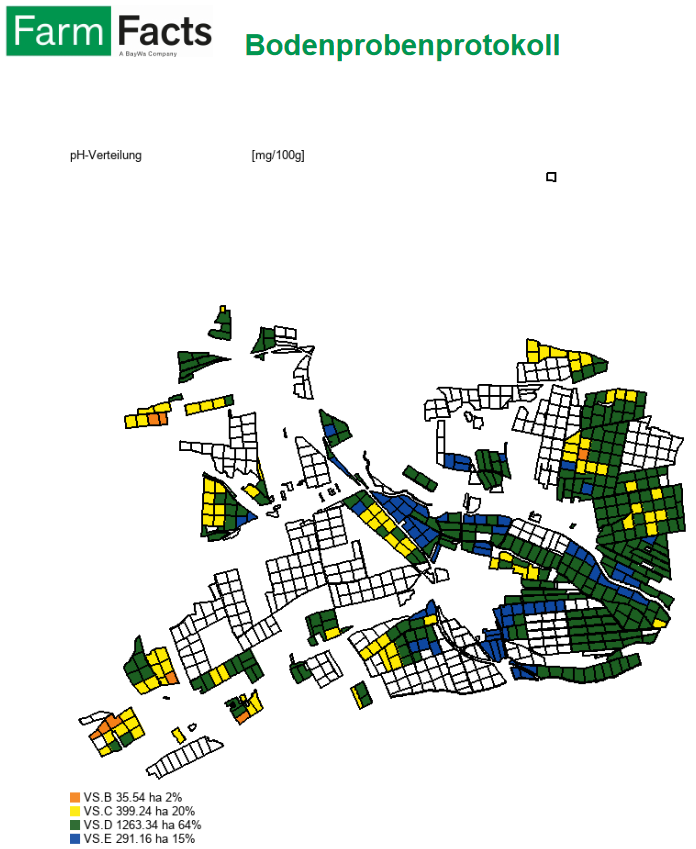 Farm Facts
A BayWa Company
Bodenprobenprotokoll
pH-Verteilung [mg/100g]
VS.B 35.54 ha 2%
VS.C 399.24 ha 20%
VS.D 1263.34 ha 64%
VS.E 291.16 ha 15%